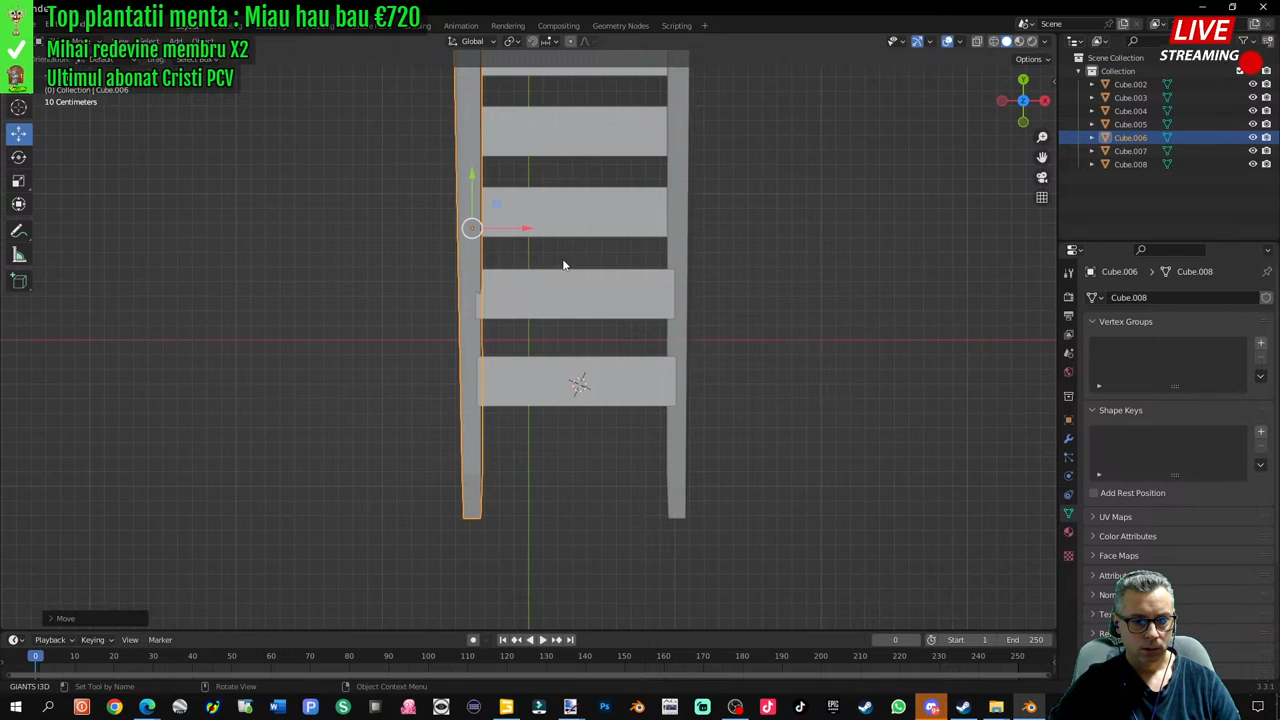 Top plantatii menta : Miau hau bau €720
Mihai redevine membru X2
Ultimul abonat Cristi PCV
LIVE
STREAMING
Animation
Rendering
Compositing
Geometry Nodes
Scripting
Scene
Global
Options
(0) Collection | Cube.006
10 Centimeters
Scene Collection
Collection
Cube.002
Cube.003
Cube.004
Cube.005
Cube.006
Cube.007
Cube.008
Cube.006
Cube.008
Cube.008
Vertex Groups
Shape Keys
Add Rest Position
UV Maps
Color Attributes
Face Maps
Move
Playback
Keying
View
Marker
0
Start
1
End
250
0
10
20
30
40
50
60
70
80
90
100
110
120
130
140
150
160
170
180
190
200
210
220
230
240
250
GIANTS I3D
Set Tool by Name
Rotate View
Object Context Menu
3.3.1